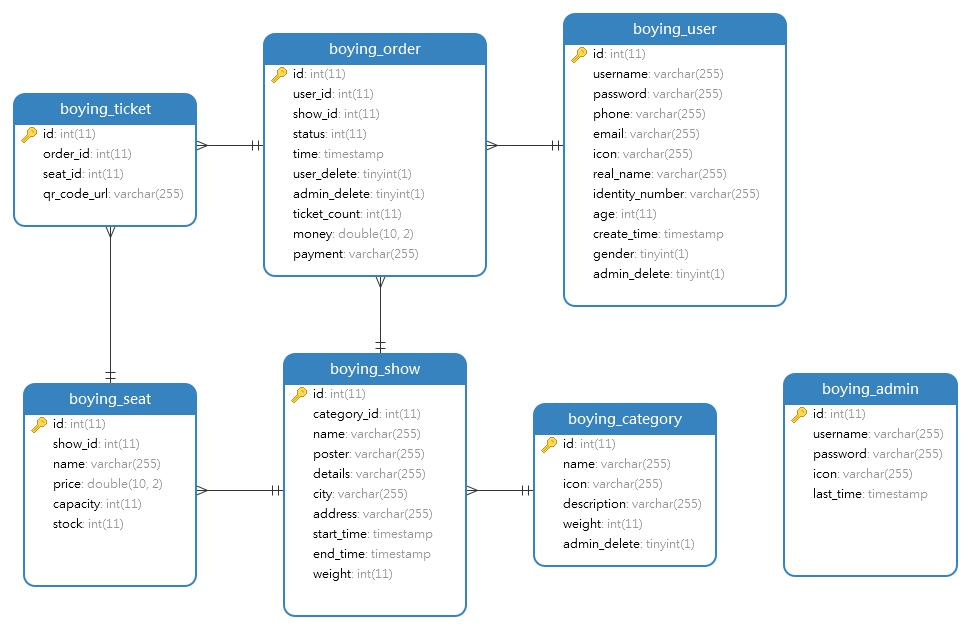 boying_ticket
id: int(11)
order_id: int(11)
seat_id: int(11)
qr_code_url: varchar(255)
boying_order
id: int(11)
user_id: int(11)
show_id: int(11)
status: int(11)
time: timestamp
user_delete: tinyint(1)
admin_delete: tinyint(1)
ticket_count: int(11)
money: double(10, 2)
payment: varchar(255)
boying_user
id: int(11)
username: varchar(255)
password: varchar(255)
phone: varchar(255)
email: varchar(255)
icon: varchar(255)
real_name: varchar(255)
identity_number: varchar(255)
age: int(11)
create_time: timestamp
gender: tinyint(1)
admin_delete: tinyint(1)
boying_seat
id: int(11)
show_id: int(11)
name: varchar(255)
price: double(10, 2)
capacity: int(11)
stock: int(11)
boying_show
id: int(11)
category_id: int(11)
name: varchar(255)
poster: varchar(255)
details: varchar(255)
city: varchar(255)
address: varchar(255)
start_time: timestamp
end_time: timestamp
weight: int(11)
boying_category
id: int(11)
name: varchar(255)
icon: varchar(255)
description: varchar(255)
weight: int(11)
admin_delete: tinyint(1)
boying_admin
id: int(11)
username: varchar(255)
password: varchar(255)
icon: varchar(255)
last_time: timestamp